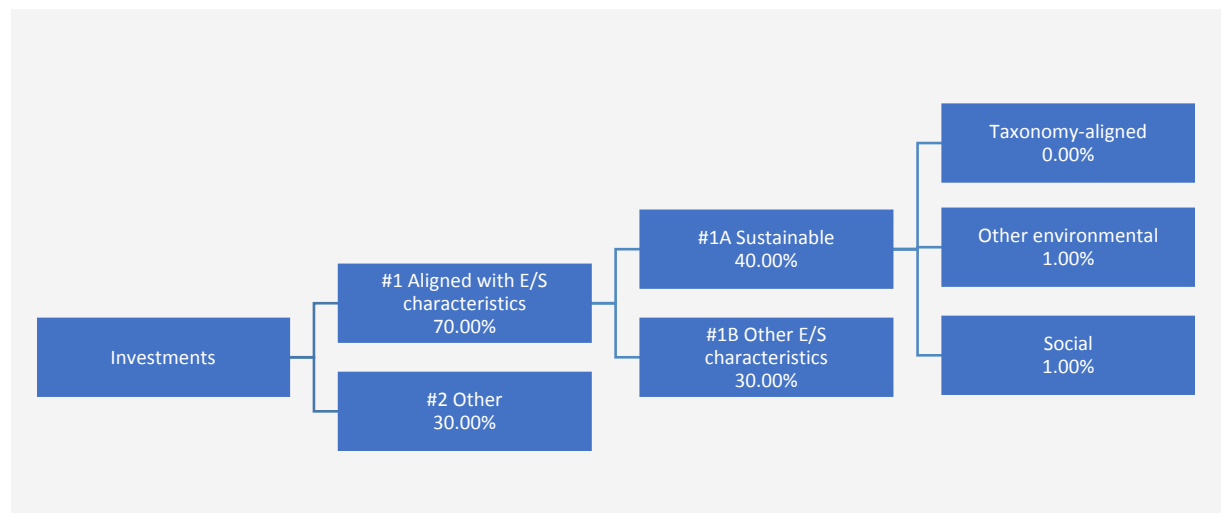 Investments
#1 Aligned with E/S
characteristics
70.00%
#2 Other
30.00%
#1A Sustainable
40.00%
#1B Other E/S
characteristics
30.00%
Taxonomy-aligned
0.00%
Other environmental
1.00%
Social
1.00%